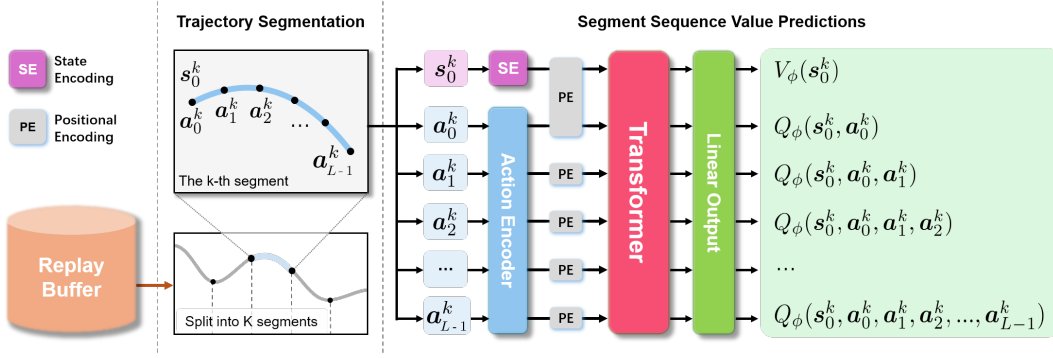 Trajectory Segmentation
Segment Sequence Value Predictions
SE
State
Encoding
PE
Positional
Encoding
Replay
Buffer
s_0^k
a_0^k
a_1^k
a_2^k
...
a_{L-1}^k
The k-th segment
Split into K segments
s_0^k
a_0^k
a_1^k
a_2^k
...
a_{L-1}^k
SE
Action Encoder
PE
PE
PE
PE
PE
Transformer
Linear Output
V_ϕ(s_0^k)
Q_ϕ(s_0^k, a_0^k)
Q_ϕ(s_0^k, a_0^k, a_1^k)
Q_ϕ(s_0^k, a_0^k, a_1^k, a_2^k)
...
Q_ϕ(s_0^k, a_0^k, a_1^k, a_2^k, ..., a_{L-1}^k)